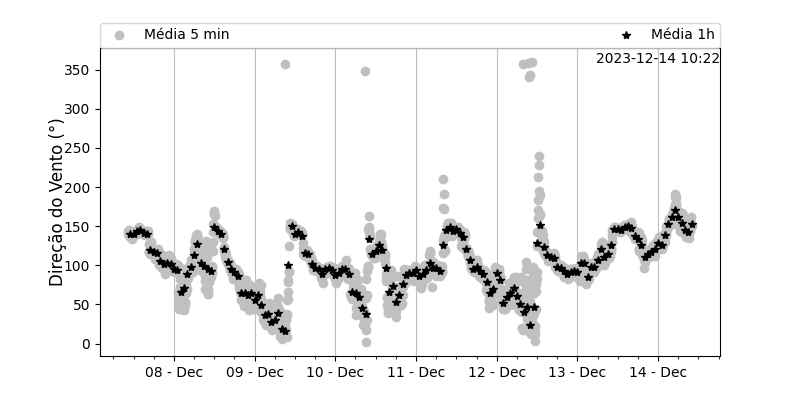 Média 5 min
Média 1h
2023-12-14 10:22
Direção do Vento (°)
350
300
250
200
150
100
50
0
08 - Dec
09 - Dec
10 - Dec
11 - Dec
12 - Dec
13 - Dec
14 - Dec